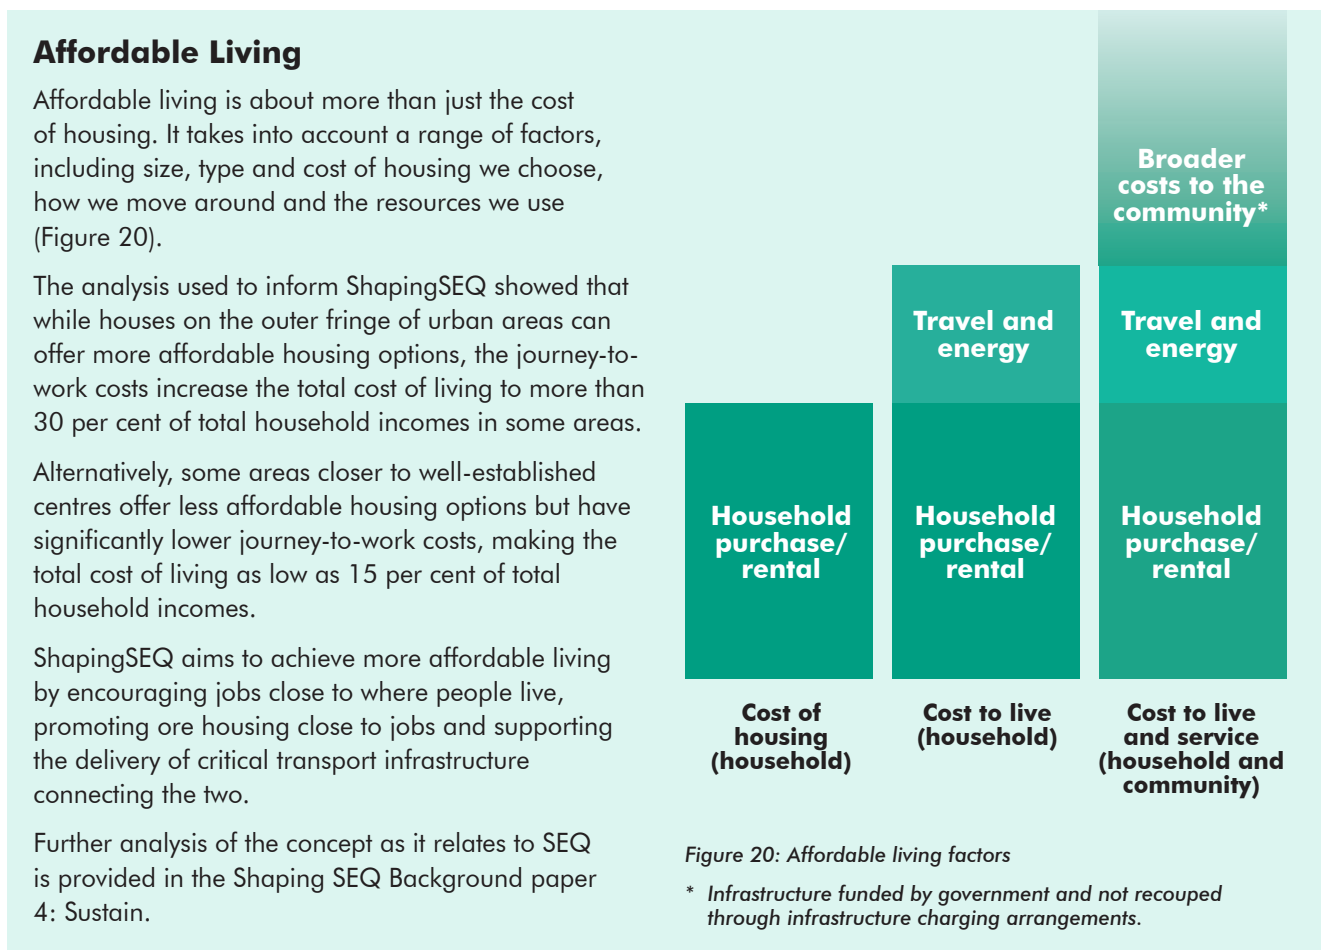 Affordable Living
Affordable living is about more than just the cost
of housing. It takes into account a range of factors,
including size, type and cost of housing we choose,
how we move around and the resources we use
(Figure 20).
The analysis used to inform ShapingSEQ showed that
while houses on the outer fringe of urban areas can
offer more affordable housing options, the journey-to-
work costs increase the total cost of living to more than
30 per cent of total household incomes in some areas.
Alternatively, some areas closer to well-established
centres offer less affordable housing options but have
significantly lower journey-to-work costs, making the
total cost of living as low as 15 per cent of total
household incomes.
ShapingSEQ aims to achieve more affordable living
by encouraging jobs close to where people live,
promoting ore housing close to jobs and supporting
the delivery of critical transport infrastructure
connecting the two.
Further analysis of the concept as it relates to SEQ
is provided in the Shaping SEQ Background paper
4: Sustain.
Household
purchase/
rental
Cost of
housing
(household)
Travel and
energy
Household
purchase/
rental
Cost to live
(household)
Broader
costs to the
community*
Travel and
energy
Household
purchase/
rental
Cost to live
and service
(household and
community)
Figure 20: Affordable living factors
* Infrastructure funded by government and not recouped
through infrastructure charging arrangements.